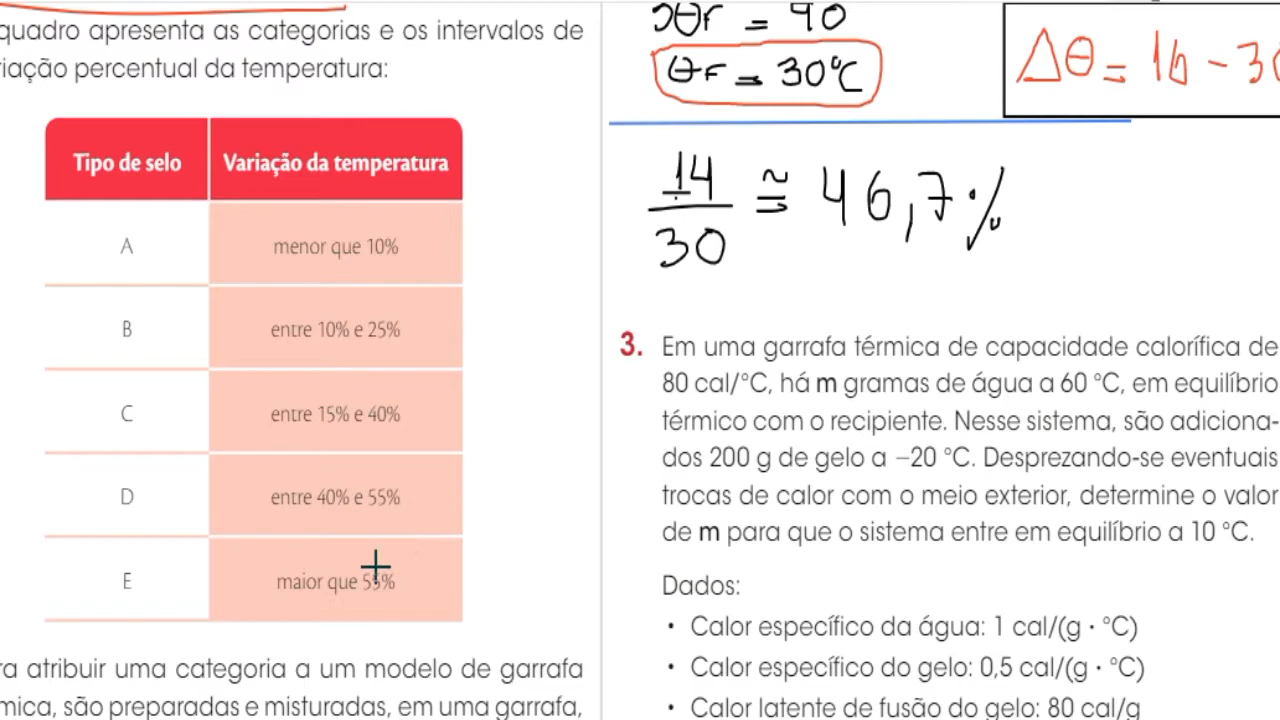 quadro apresenta as categorias e os intervalos de
riação percentual da temperatura:
Tipo de selo Variação da temperatura
A menor que 10%
B entre 10% e 25%
C entre 15% e 40%
D entre 40% e 55%
E maior que 55%
ra atribuir uma categoria a um modelo de garrafa
mica, são preparadas e misturadas, em uma garrafa,
3θF = 90
θF = 30°C
Δθ = 16 - 30
14
30
≅ 46,7%
3. Em uma garrafa térmica de capacidade calorífica de
80 cal/°C, há m gramas de água a 60 °C, em equilíbrio
térmico com o recipiente. Nesse sistema, são adiciona-
dos 200 g de gelo a −20 °C. Desprezando-se eventuais
trocas de calor com o meio exterior, determine o valor
de m para que o sistema entre em equilíbrio a 10 °C.
Dados:
• Calor específico da água: 1 cal/(g · °C)
• Calor específico do gelo: 0,5 cal/(g · °C)
• Calor latente de fusão do gelo: 80 cal/g